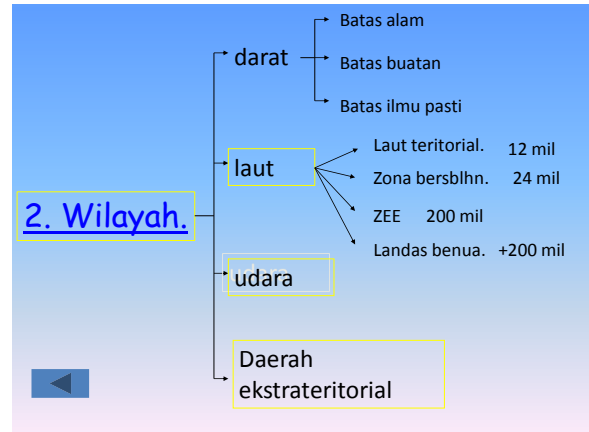 2. Wilayah.
darat
Batas alam
Batas buatan
Batas ilmu pasti
laut
Laut teritorial. 12 mil
Zona bersblhn. 24 mil
ZEE 200 mil
Landas benua. +200 mil
udara
udara
Daerah
ekstrateritorial